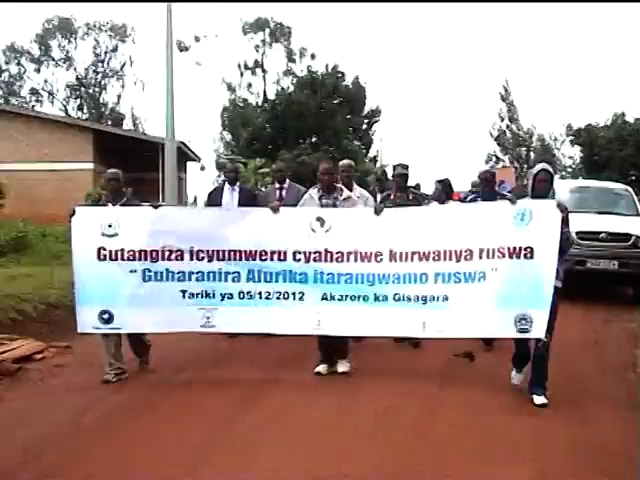 Gutangiza icyumweru cyahariwe kurwanya ruswa
"Guharanira Afurika itarangwamo ruswa"
Tariki ya 05/12/2012 Akarere ka Gisagara